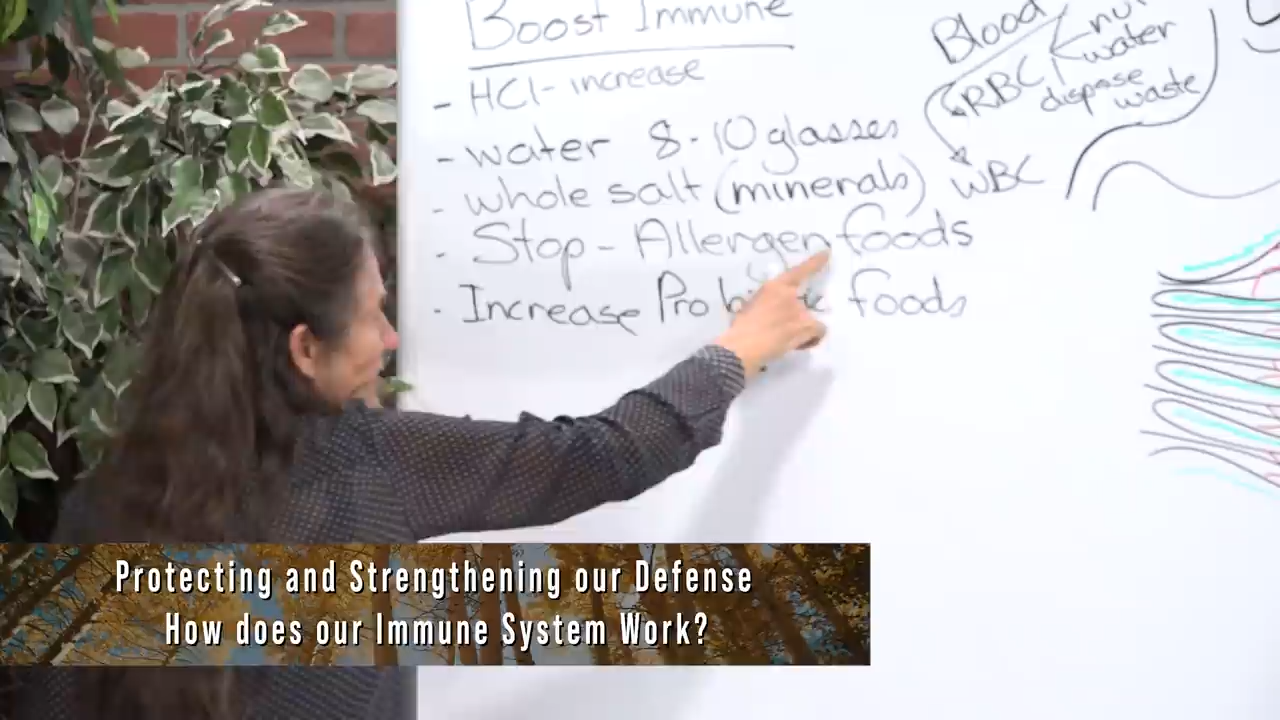 Boost Immune
- HCl - increase
- water 8-10 glasses
- whole salt (minerals)
- Stop - Allergen foods
- Increase foods
Blood
water
RBC
dispose
waste
WBC
Protecting and Strengthening our Defense
How does our Immune System Work?